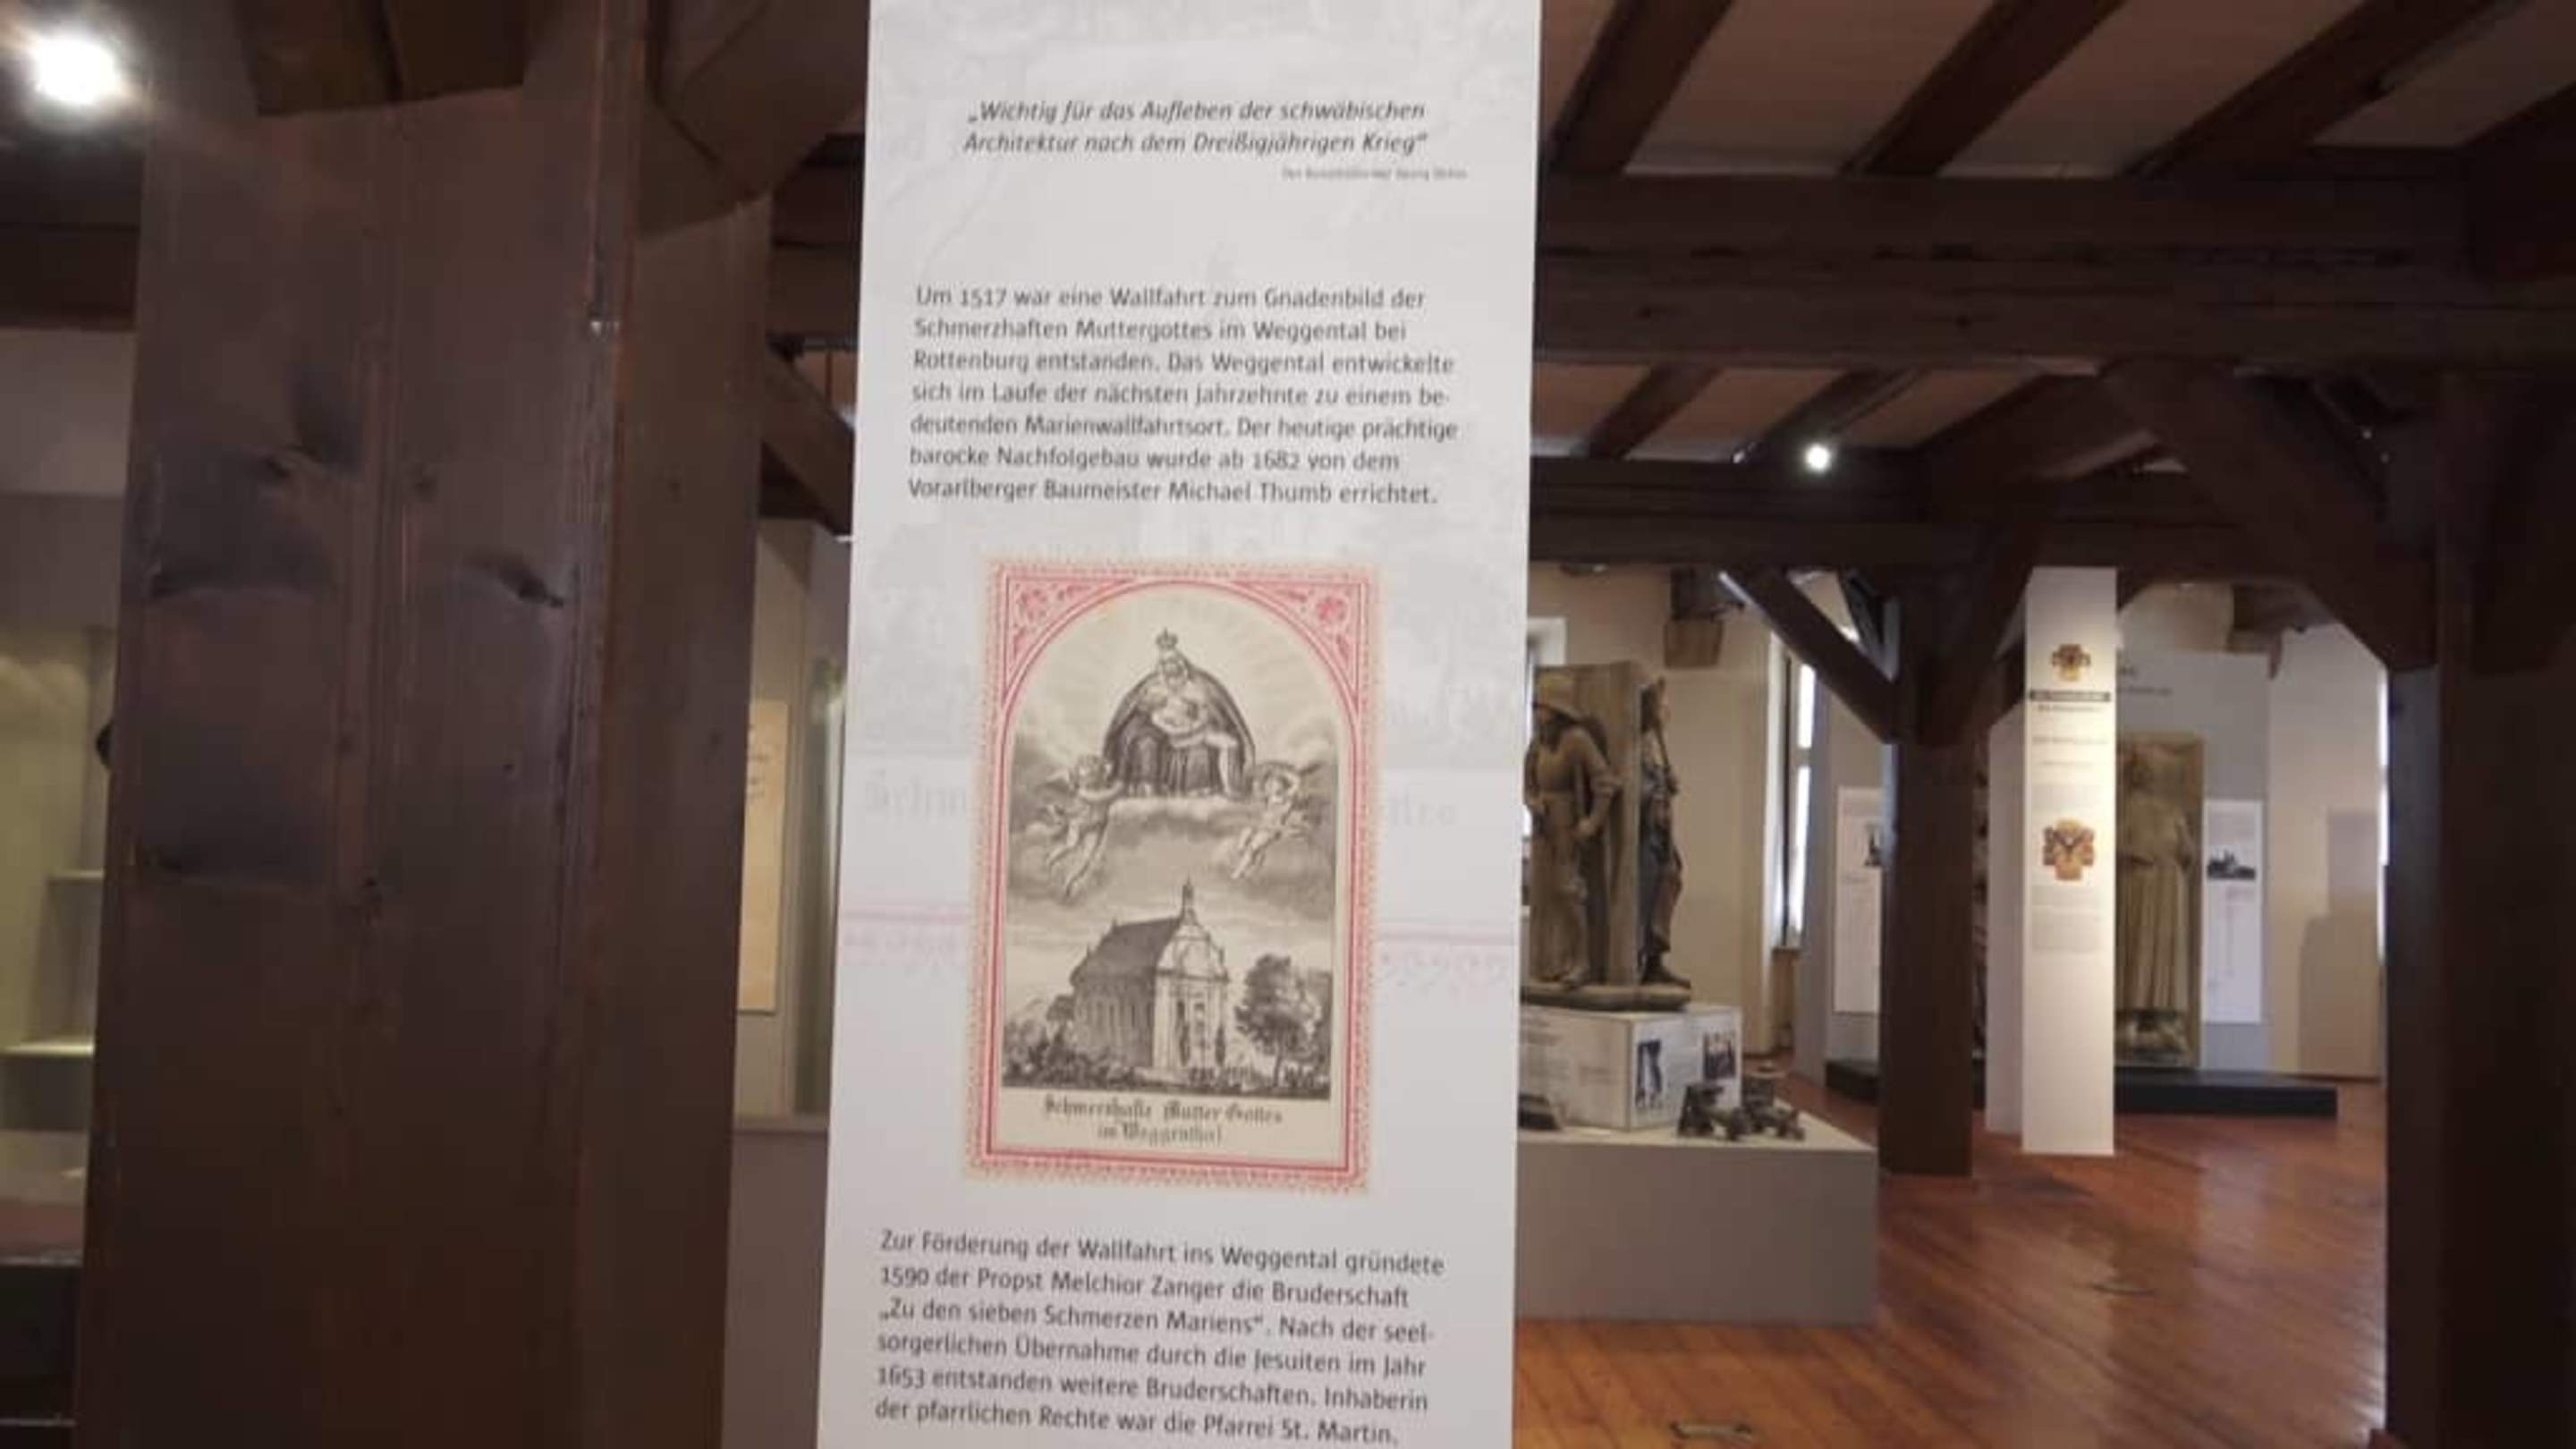 „Wichtig für das Aufleben der schwäbischen
Architektur nach dem Dreißigjährigen Krieg“
Der Kunsthistoriker Georg Dehio
Um 1517 war eine Wallfahrt zum Gnadenbild der
Schmerzhaften Muttergottes im Weggental bei
Rottenburg entstanden. Das Weggental entwickelte
sich im Laufe der nächsten Jahrzehnte zu einem be-
deutenden Marienwallfahrtsort. Der heutige prächtige
barocke Nachfolgebau wurde ab 1682 von dem
Vorarlberger Baumeister Michael Thumb errichtet.
Schmerzhafte Mutter Gottes
im Weggenthal
Zur Förderung der Wallfahrt ins Weggental gründete
1590 der Propst Melchior Zanger die Bruderschaft
„Zu den sieben Schmerzen Mariens“. Nach der seel-
sorgerlichen Übernahme durch die Jesuiten im Jahr
1653 entstanden weitere Bruderschaften. Inhaberin
der pfarrlichen Rechte war die Pfarrei St. Martin.